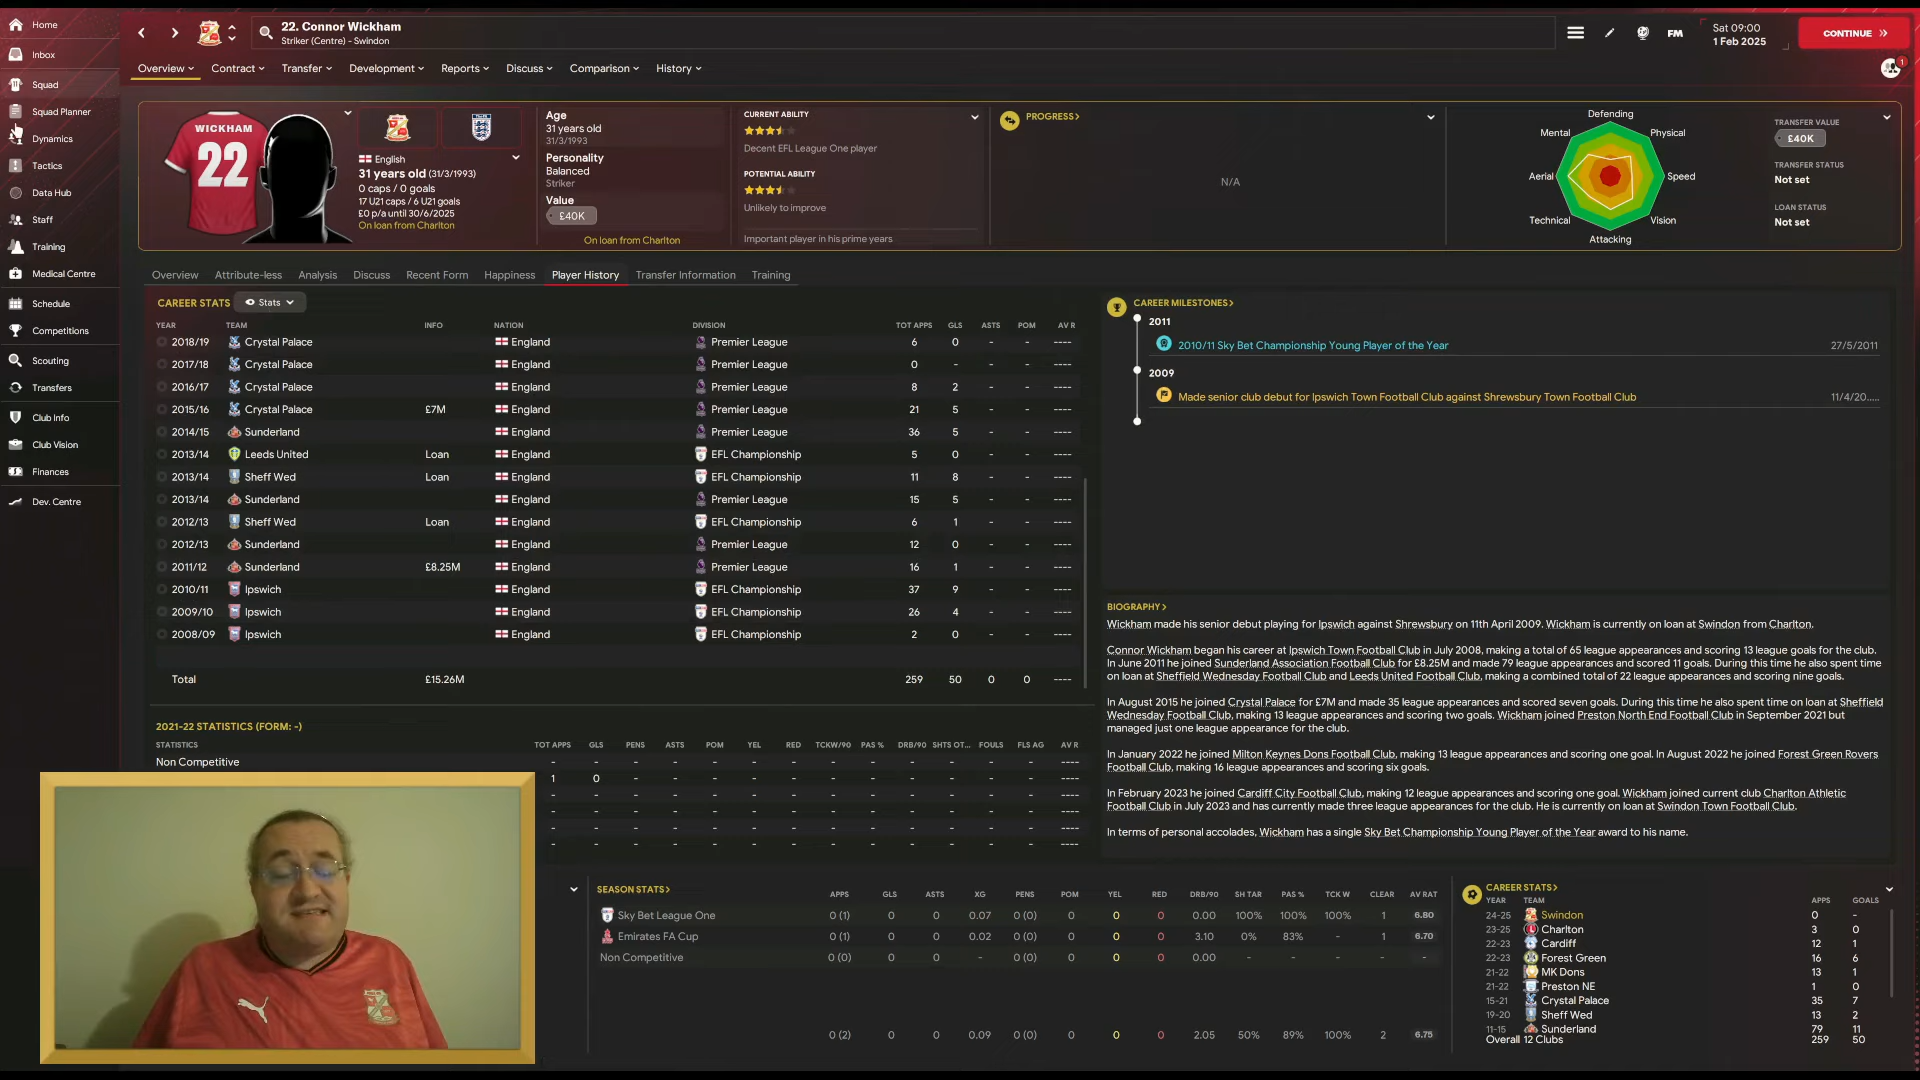 Home
Inbox
Squad
Squad Planner
Dynamics
Tactics
Data Hub
Staff
Training
Medical Centre
Schedule
Competitions
Scouting
Transfers
Club Info
Club Vision
Finances
Dev. Centre
22. Connor Wickham
Striker (Centre) - Swindon
FM
Sat 09:00
1 Feb 2025
CONTINUE
Overview Contract Transfer Development Reports Discuss Comparison History
1
WICKHAM
22
English
31 years old (31/3/1993)
0 caps / 0 goals
17 U21 caps / 6 U21 goals
£0 p/a until 30/6/2025
On loan from Charlton
Age
31 years old
31/3/1993
Personality
Balanced
Striker
Value
£40K
On loan from Charlton
CURRENT ABILITY
Decent EFL League One player
POTENTIAL ABILITY
Unlikely to improve
Important player in his prime years
PROGRESS>
N/A
Defending
Mental Physical
Aerial Speed
Technical Vision
Attacking
TRANSFER VALUE
£40K
TRANSFER STATUS
Not set
LOAN STATUS
Not set
Overview Attribute-less Analysis Discuss Recent Form Happiness Player History Transfer Information Training
CAREER STATS Stats
YEAR TEAM INFO NATION DIVISION TOT APPS GLS ASTS POM AV R
2018/19 Crystal Palace England Premier League 6 0 - - ----
2017/18 Crystal Palace England Premier League 0 - - - ----
2016/17 Crystal Palace England Premier League 8 2 - - ----
2015/16 Crystal Palace £7M England Premier League 21 5 - - ----
2014/15 Sunderland England Premier League 36 5 - - ----
2013/14 Leeds United Loan England EFL Championship 5 0 - - ----
2013/14 Sheff Wed Loan England EFL Championship 11 8 - - ----
2013/14 Sunderland England Premier League 15 5 - - ----
2012/13 Sheff Wed Loan England EFL Championship 6 1 - - ----
2012/13 Sunderland England Premier League 12 0 - - ----
2011/12 Sunderland £8.25M England Premier League 16 1 - - ----
2010/11 Ipswich England EFL Championship 37 9 - - ----
2009/10 Ipswich England EFL Championship 26 4 - - ----
2008/09 Ipswich England EFL Championship 2 0 - - ----
Total £15.26M 259 50 0 0 ----
2021-22 STATISTICS (FORM: -)
STATISTICS TOT APPS GLS PENS ASTS POM YEL RED TCKW/90 PAS % DRB/90 SHTS OT... FOULS FLS AG AV R
Non Competitive - - - - - - - - - - - - - ----
1 0 - - - - - - - - - - - ----
- - - - - - - - - - - - - ----
- - - - - - - - - - - - - ----
- - - - - - - - - - - - - ----
- - - - - - - - - - - - - ----
CAREER MILESTONES>
2011
2010/11 Sky Bet Championship Young Player of the Year 27/5/2011
2009
Made senior club debut for Ipswich Town Football Club against Shrewsbury Town Football Club 11/4/20.....
BIOGRAPHY>
Wickham made his senior debut playing for Ipswich against Shrewsbury on 11th April 2009. Wickham is currently on loan at Swindon from Charlton.
Connor Wickham began his career at Ipswich Town Football Club in July 2008, making a total of 65 league appearances and scoring 13 league goals for the club.
In June 2011 he joined Sunderland Association Football Club for £8.25M and made 79 league appearances and scored 11 goals. During this time he also spent time
on loan at Sheffield Wednesday Football Club and Leeds United Football Club, making a combined total of 22 league appearances and scoring nine goals.
In August 2015 he joined Crystal Palace for £7M and made 35 league appearances and scored seven goals. During this time he also spent time on loan at Sheffield
Wednesday Football Club, making 13 league appearances and scoring two goals. Wickham joined Preston North End Football Club in September 2021 but
managed just one league appearance for the club.
In January 2022 he joined Milton Keynes Dons Football Club, making 13 league appearances and scoring one goal. In August 2022 he joined Forest Green Rovers
Football Club, making 16 league appearances and scoring six goals.
In February 2023 he joined Cardiff City Football Club, making 12 league appearances and scoring one goal. Wickham joined current club Charlton Athletic
Football Club in July 2023 and has currently made three league appearances for the club. He is currently on loan at Swindon Town Football Club.
In terms of personal accolades, Wickham has a single Sky Bet Championship Young Player of the Year award to his name.
SEASON STATS> APPS GLS ASTS XG PENS POM YEL RED DRB/90 SH TAR PAS % TCK W CLEAR AV RAT
Sky Bet League One 0 (1) 0 0 0.07 0 (0) 0 0 0 0.00 100% 100% 100% 1 6.80
Emirates FA Cup 0 (1) 0 0 0.02 0 (0) 0 0 0 3.10 0% 83% - 1 6.70
Non Competitive 0 (0) 0 0 - 0 (0) 0 0 0 0.00 - - - - -
0 (2) 0 0 0.09 0 (0) 0 0 0 2.05 50% 89% 100% 2 6.75
CAREER STATS>
YEAR TEAM APPS GOALS
24-25 Swindon 0 -
23-25 Charlton 3 0
22-23 Cardiff 12 1
22-23 Forest Green 16 6
21-22 MK Dons 13 1
21-22 Preston NE 1 0
15-21 Crystal Palace 35 7
19-20 Sheff Wed 13 2
11-15 Sunderland 79 11
Overall 12 Clubs 259 50